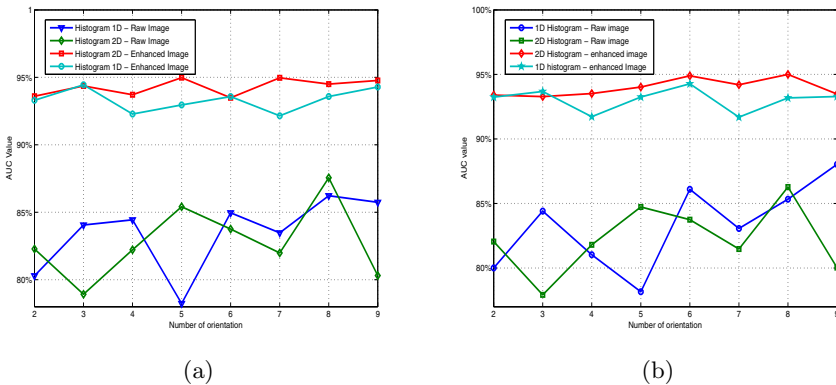 1
95%
90%
85%
80%
AUC Value
2 3 4 5 6 7 8 9
Number of orientation
Histogram 1D – Raw Image
Histogram 2D – Raw Image
Histogram 2D – Enhanced Image
Histogram 1D – Enhanced Image
(a)
100%
95%
90%
85%
80%
AUC value
2 3 4 5 6 7 8 9
Number of orientation
1D Histogram – Raw image
2D Histogram – Raw image
2D Histogram – enhanced image
1D histogram – enhanced Image
(b)